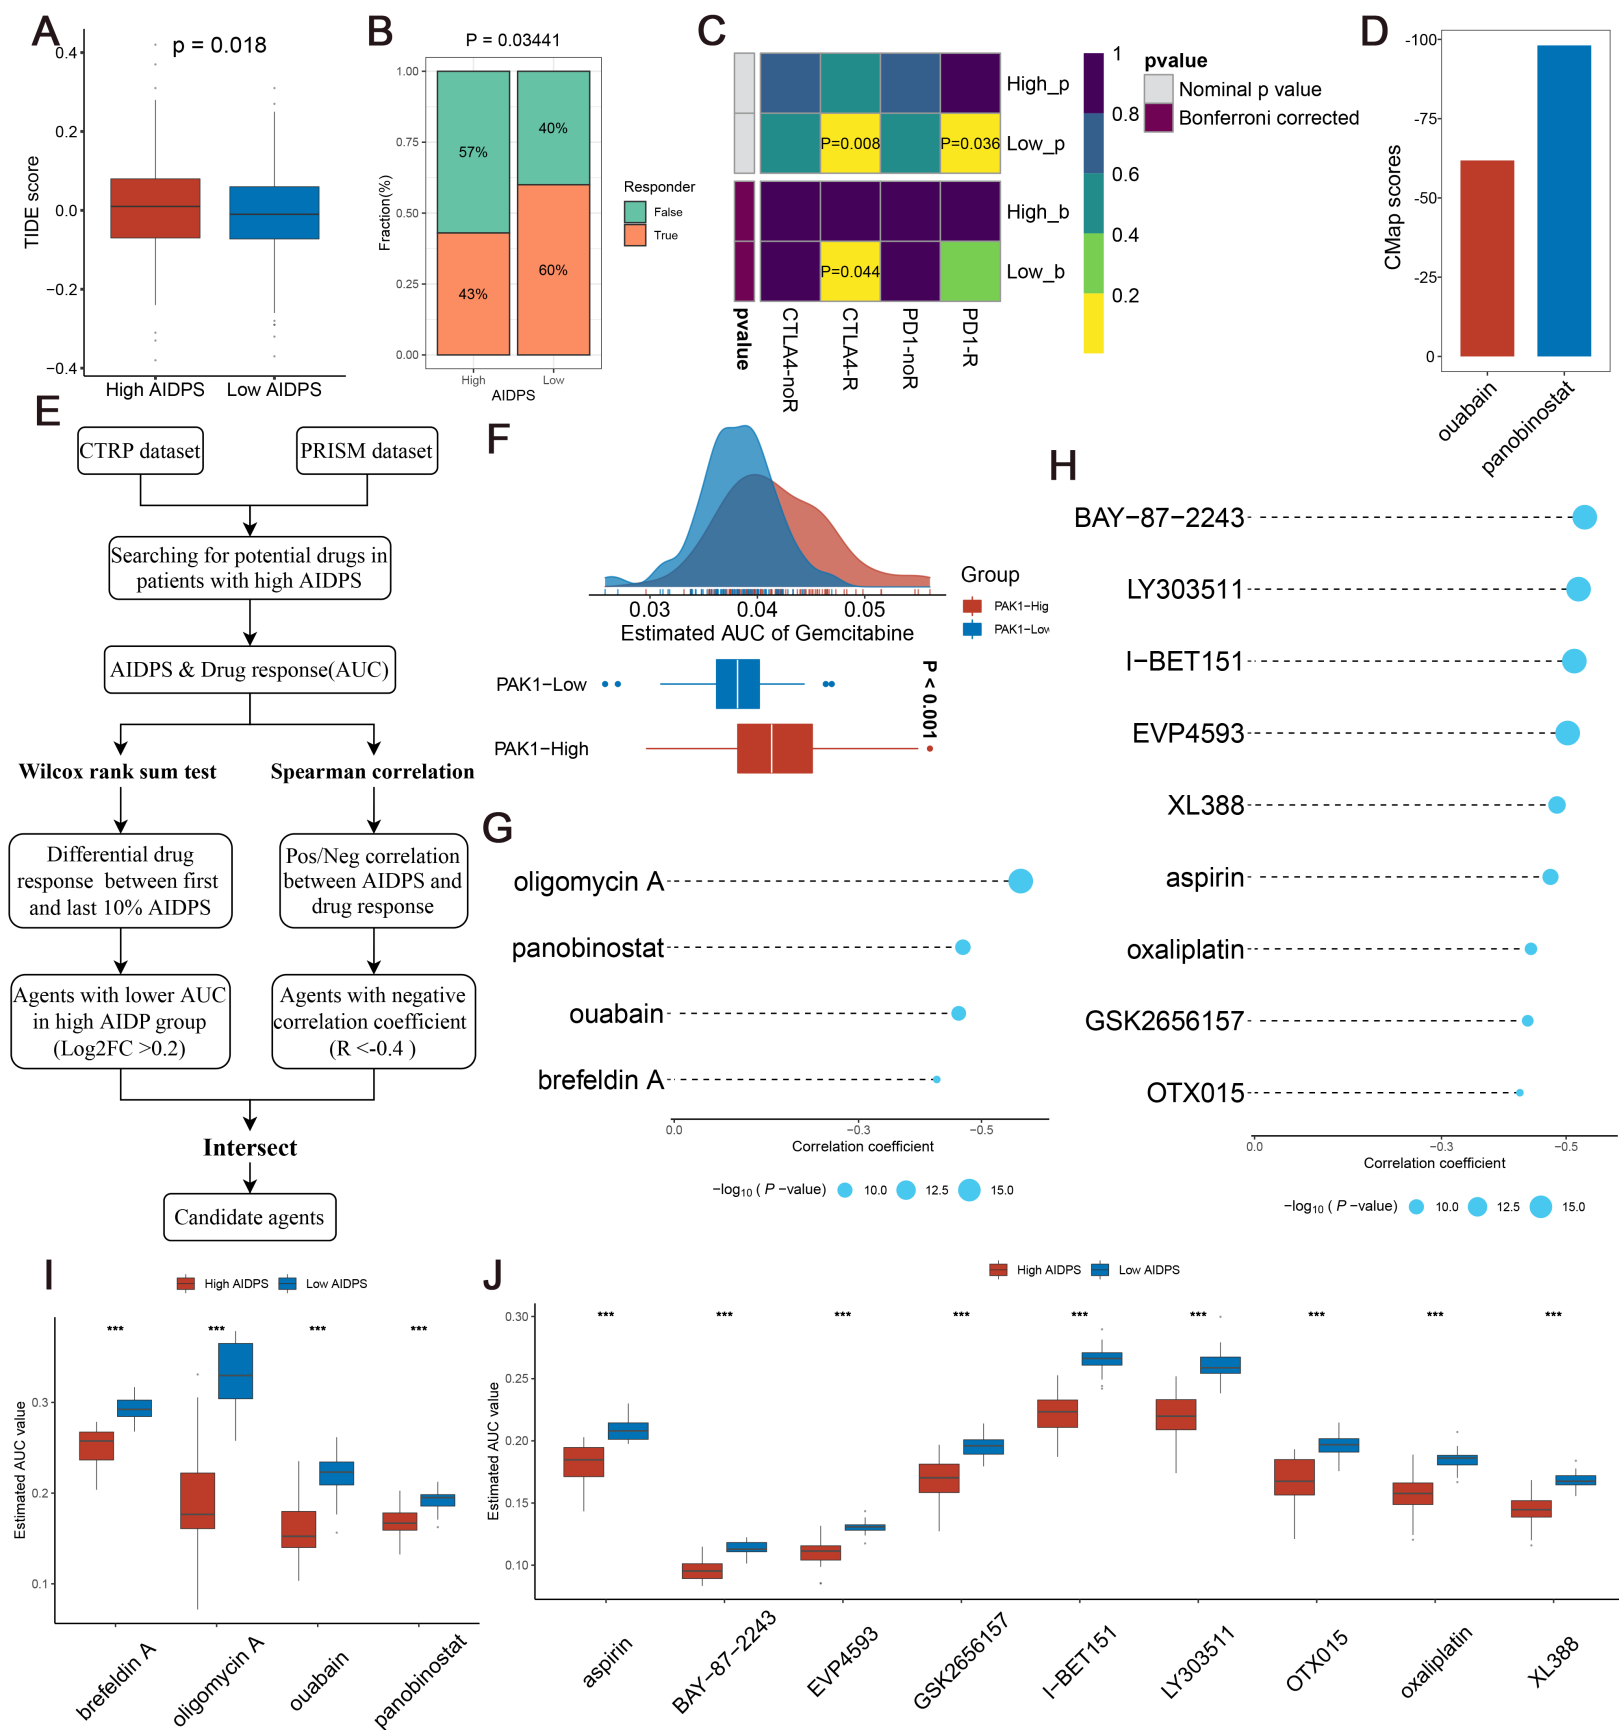 A
p = 0.018
TIDE score
0.4
0.2
0.0
−0.2
−0.4
High AIDPS
Low AIDPS
B
P = 0.03441
Fraction(%)
1.00
0.75
0.50
0.25
0.00
57%
43%
40%
60%
High
Low
AIDPS
Responder
False
True
C
High_p
Low_p
High_b
Low_b
P=0.008
P=0.036
P=0.044
pvalue
CTLA4-noR
CTLA4-R
PD1-noR
PD1-R
1
0.8
0.6
0.4
0.2
pvalue
Nominal p value
Bonferroni corrected
D
CMap scores
-100
-75
-50
-25
0
ouabain
panobinostat
E
CTRP dataset
PRISM dataset
Searching for potential drugs in
patients with high AIDPS
AIDPS & Drug response(AUC)
Wilcox rank sum test
Spearman correlation
Differential drug
response between first
and last 10% AIDPS
Pos/Neg correlation
between AIDPS and
drug response
Agents with lower AUC
in high AIDP group
(Log2FC >0.2)
Agents with negative
correlation coefficient
(R <-0.4 )
Intersect
Candidate agents
F
0.03
0.04
0.05
Estimated AUC of Gemcitabine
Group
PAK1−Hig
PAK1−Low
PAK1−Low
PAK1−High
P < 0.001
G
oligomycin A
panobinostat
ouabain
brefeldin A
0.0
−0.3
−0.5
Correlation coefficient
−log10 ( P −value)
10.0
12.5
15.0
H
BAY−87−2243
LY303511
I−BET151
EVP4593
XL388
aspirin
oxaliplatin
GSK2656157
OTX015
0.0
−0.3
−0.5
Correlation coefficient
−log10 ( P −value)
10.0
12.5
15.0
I
High AIDPS
Low AIDPS
Estimated AUC value
0.3
0.2
0.1
***
***
***
***
brefeldin A
oligomycin A
ouabain
panobinostat
J
High AIDPS
Low AIDPS
Estimated AUC value
0.30
0.25
0.20
0.15
0.10
***
***
***
***
***
***
***
***
***
aspirin
BAY−87−2243
EVP4593
GSK2656157
I−BET151
LY303511
OTX015
oxaliplatin
XL388